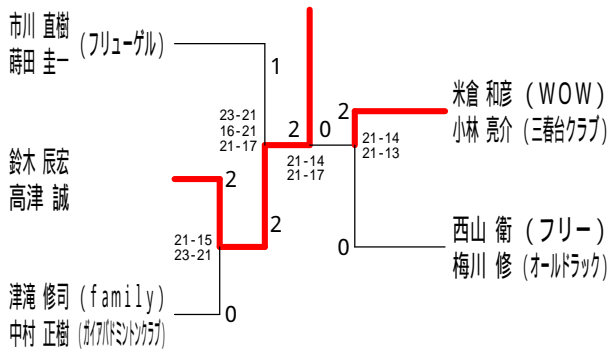 市川 直樹 (フリューゲル)
蒔田 圭一
1
23-21
16-21
21-17
2
0
21-14
21-17
2
21-14
21-13
米倉 和彦 (WOW)
小林 亮介 (三春台クラブ)
鈴木 辰宏
高津 誠
2
2
21-15
23-21
0
西山 衛 (フリー)
梅川 修 (オールドラック)
津滝 修司 (family)
中村 正樹 (ガイアバドミントンクラブ)
0